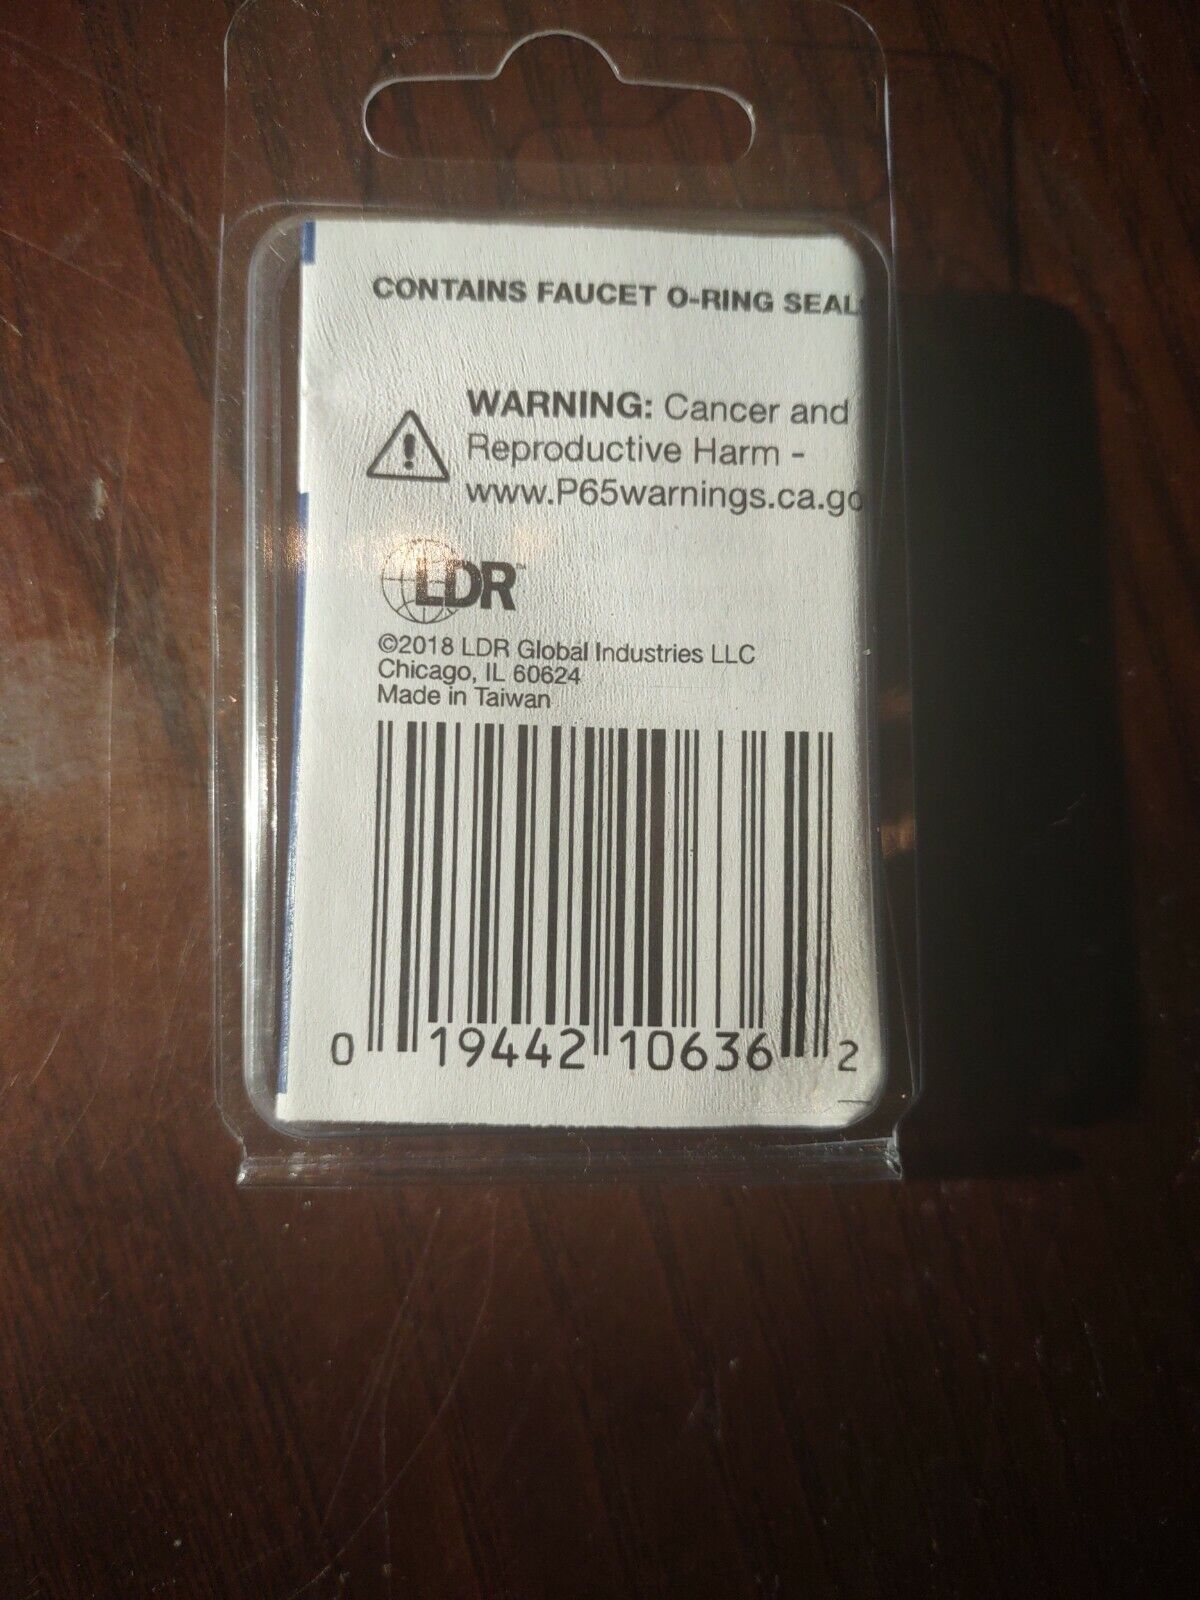 CONTAINS FAUCET O-RING SEAL
WARNING: Cancer and
Reproductive Harm -
www.P65warnings.ca.go
LDR™
©2018 LDR Global Industries LLC
Chicago, IL 60624
Made in Taiwan
0 19442 10636 2